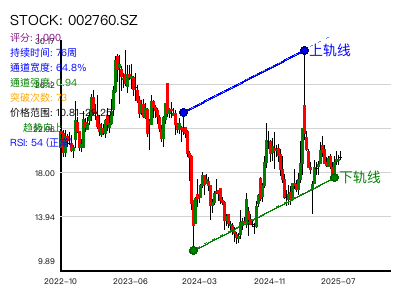 STOCK: 002760.SZ
评分: 1.000
持续时间: 76周
上轨线
通道宽度: 64.8%
通道强度: 0.94
突破次数: 73
价格范围: 10.81-29.25
趋势向上
RSI: 54 (正常)
18.00
下轨线
13.94
9.89
2022-10 2023-06 2024-03 2024-11 2025-07